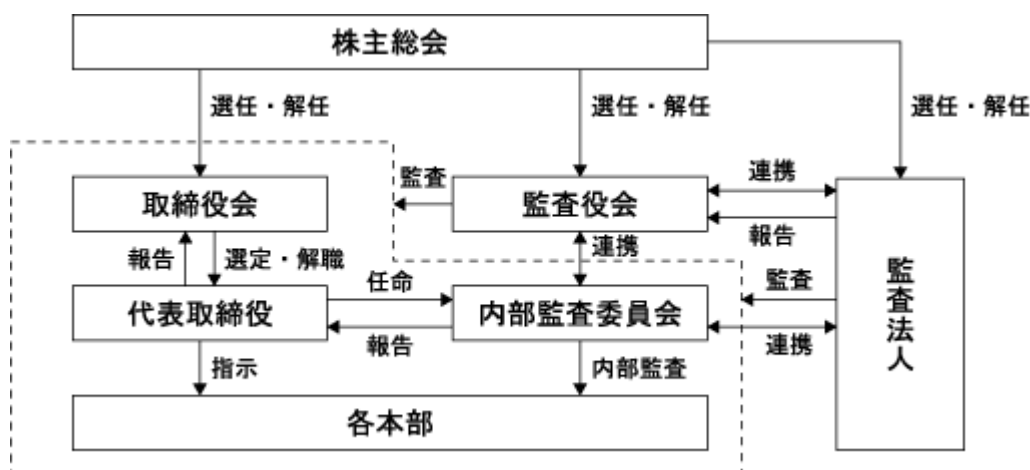 株主総会
選任・解任
選任・解任
選任・解任
取締役会
監査
監査役会
連携
報告
報告
選定・解職
連携
監査法人
代表取締役
任命
報告
内部監査委員会
監査
連携
指示
内部監査
各本部